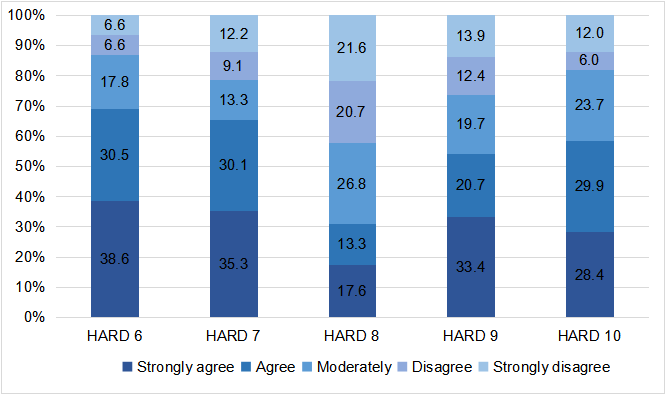 100%
6.6 12.2 21.6 13.9 12.0
90%
6.6 9.1 12.4 6.0
80%
17.8 13.3 20.7 19.7 23.7
70%
60%
30.5 30.1 26.8 20.7 29.9
50%
40%
30%
38.6 35.3 13.3 33.4 28.4
20%
17.6
10%
0%
HARD 6 HARD 7 HARD 8 HARD 9 HARD 10
Strongly agree Agree Moderately Disagree Strongly disagree